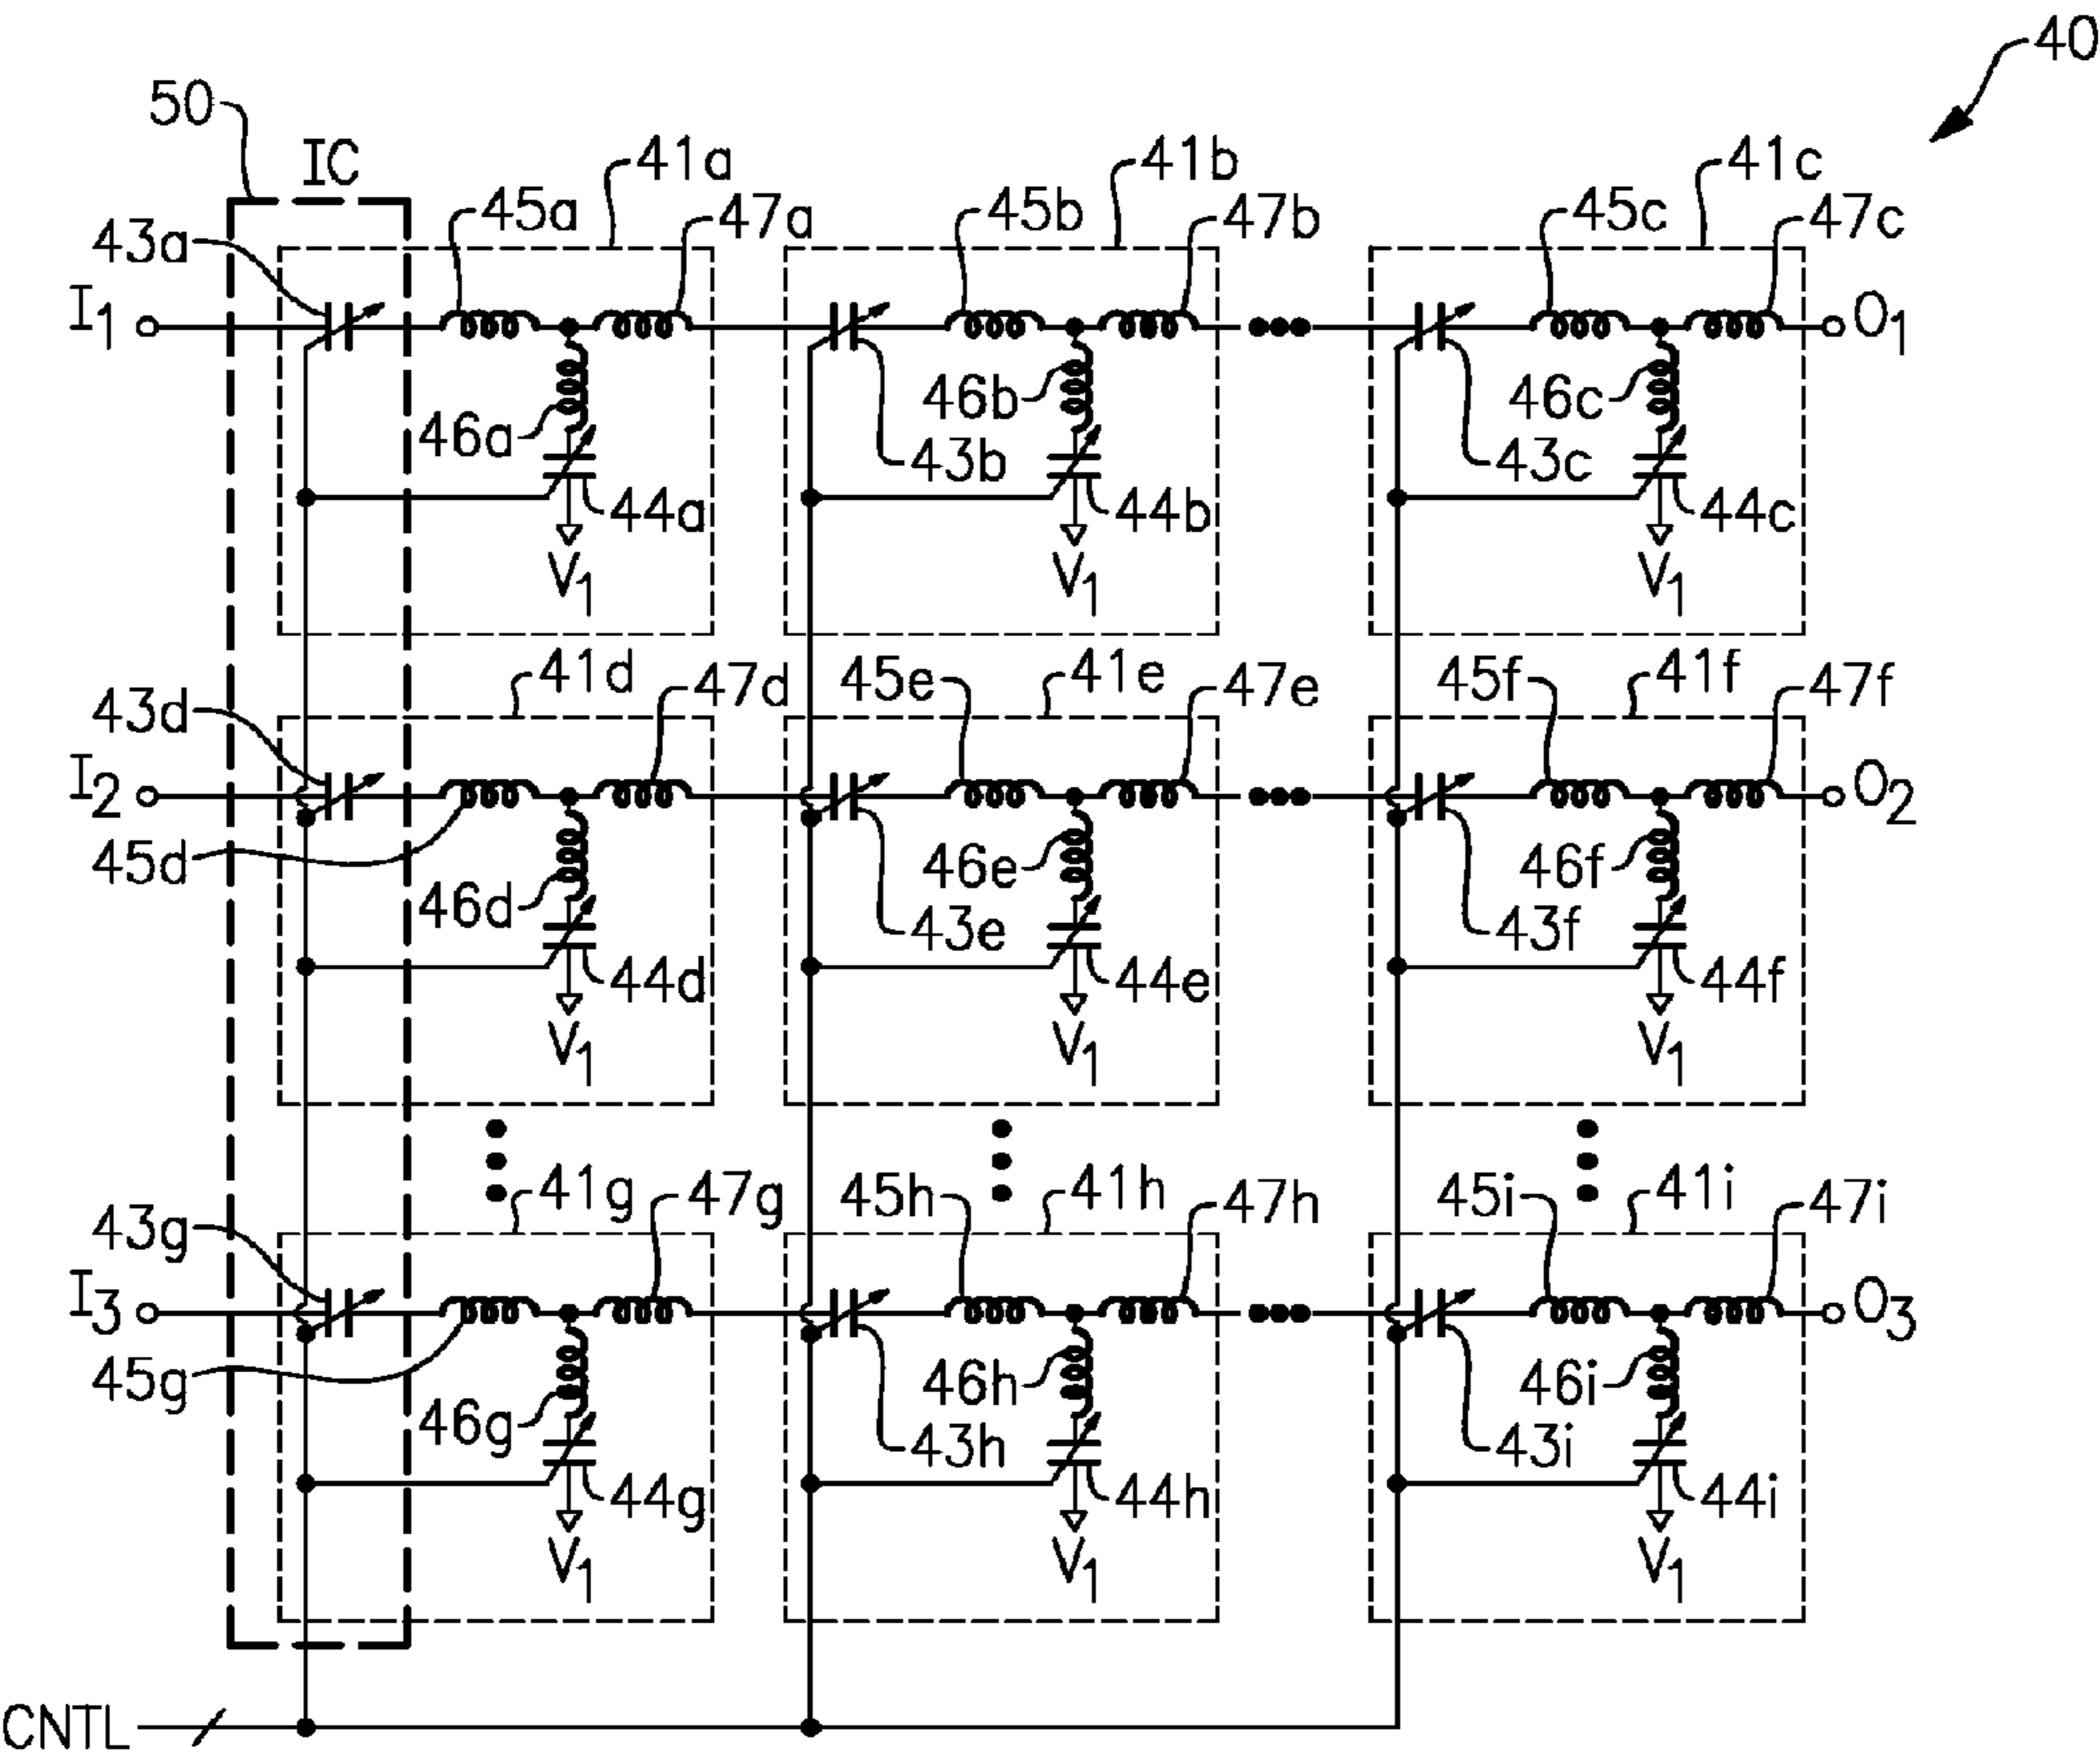 40
50
IC
41a
41b
41c
45a
47a
45b
47b
45c
47c
43a
I1
O1
46a
46b
46c
43b
43c
44a
44b
44c
V1
V1
V1
41d
41e
41f
47d
45e
47e
45f
47f
43d
I2
O2
45d
46d
46e
46f
43e
43f
44d
44e
44f
V1
V1
V1
41g
41h
41i
47g
45h
47h
45i
47i
43g
I3
O3
45g
46g
46h
46i
43h
43i
44g
44h
44i
V1
V1
V1
CNTL